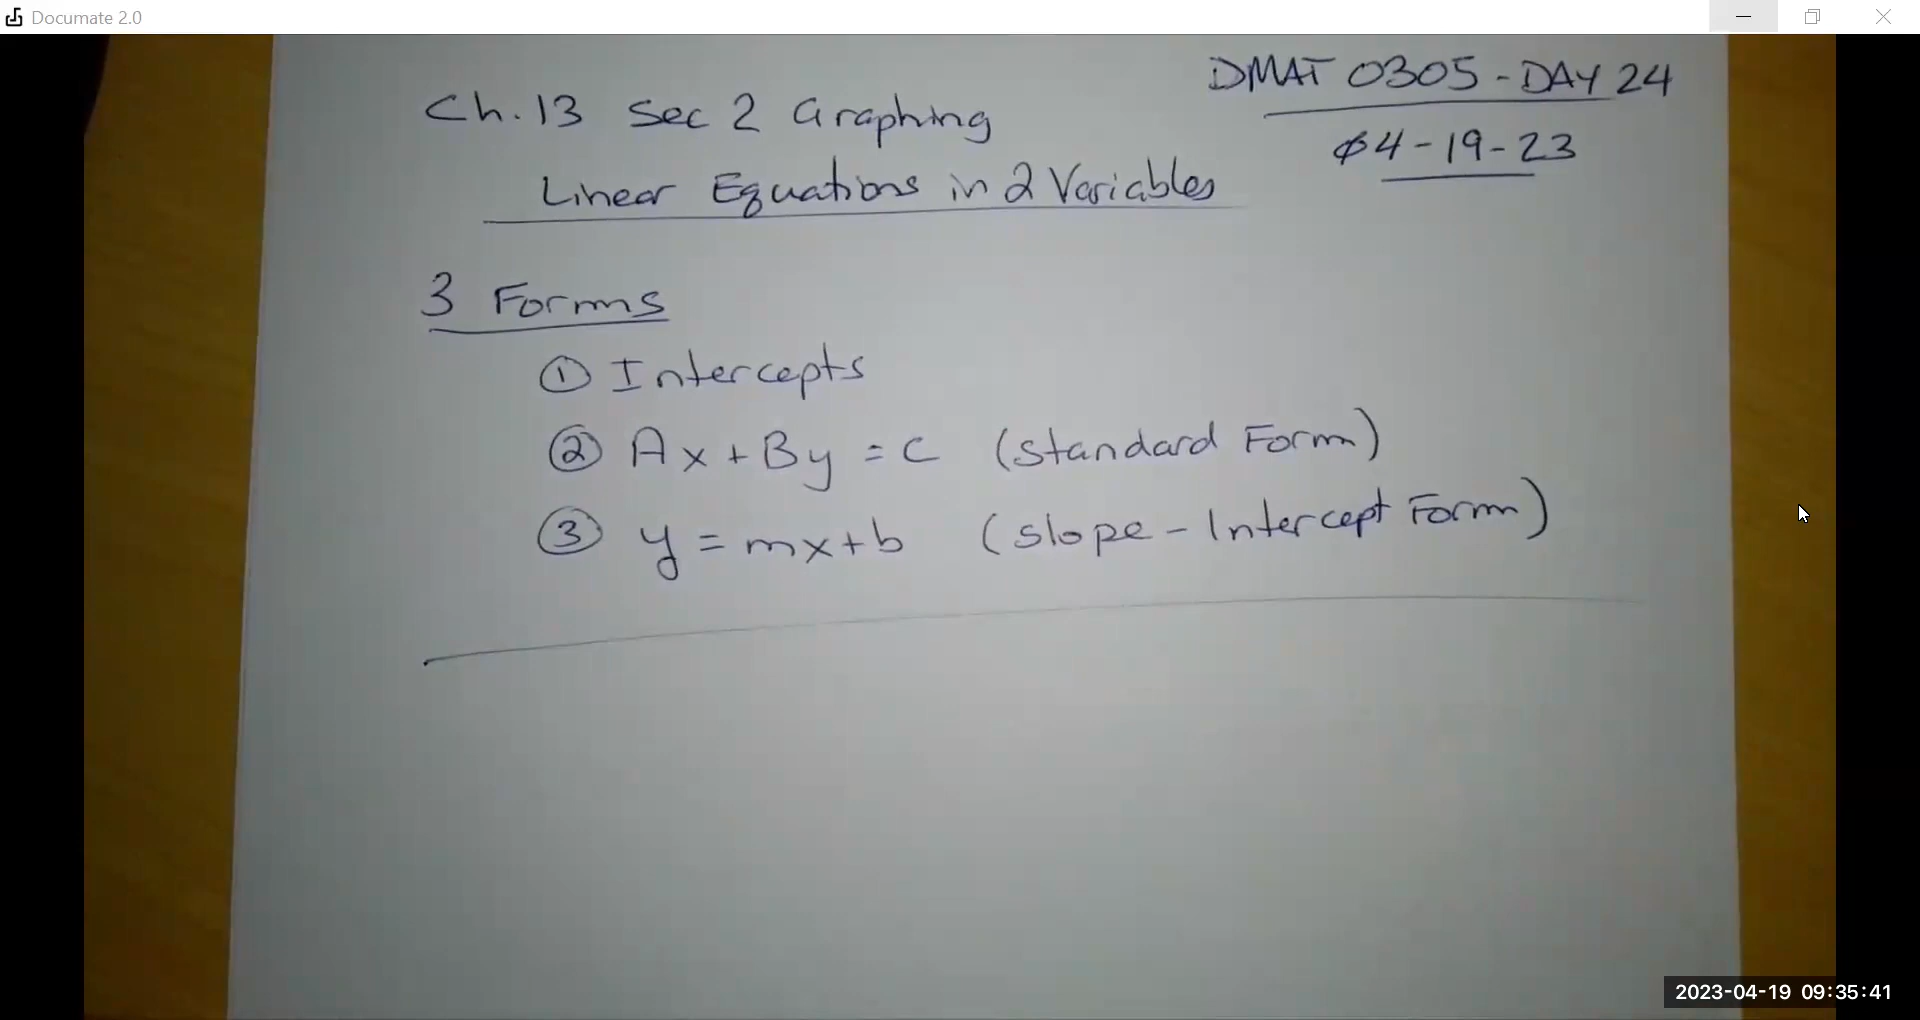 Documate 2.0
DMAT 0305 - DAY 24
04-19-23
Ch. 13 Sec 2 Graphing
Linear Equations in 2 Variables
3 Forms
① Intercepts
② Ax + By = C (Standard Form)
③ y = mx + b (Slope-Intercept Form)
2023-04-19 09:35:41